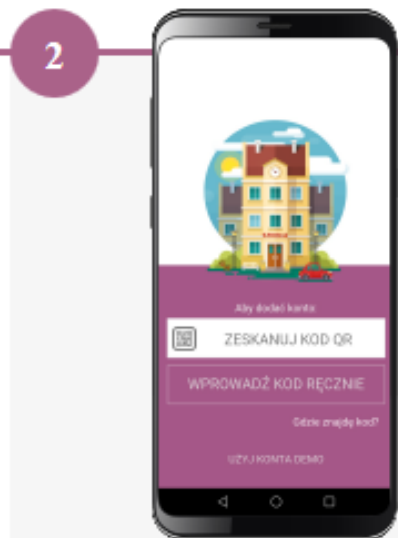 2
Aby dodać konto:
ZESKANUJ KOD QR
WPROWADŹ KOD RĘCZNIE
Gdzie znajdę kod?
UŻYJ KONTA DEMO